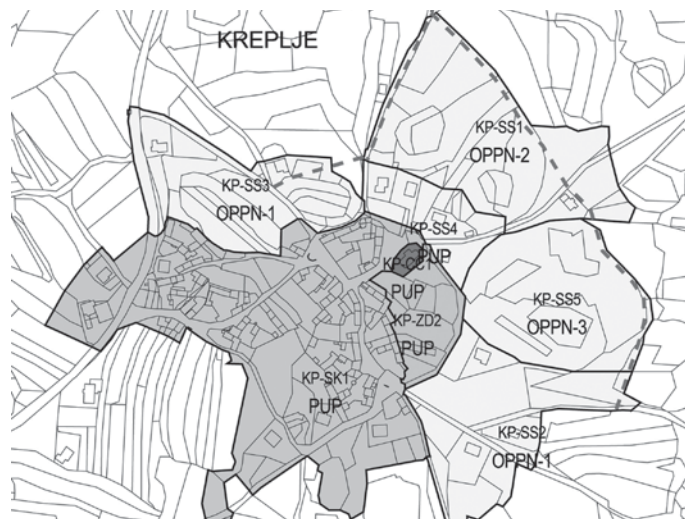 KREPLJE
KP-SS1
OPPN-2
KP-SS3
OPPN-1
KP-SS4
PUP
KP-CC1
PUP
KP-SS5
OPPN-3
KP-ZD2
PUP
KP-SK1
PUP
KP-SS2
OPPN-1